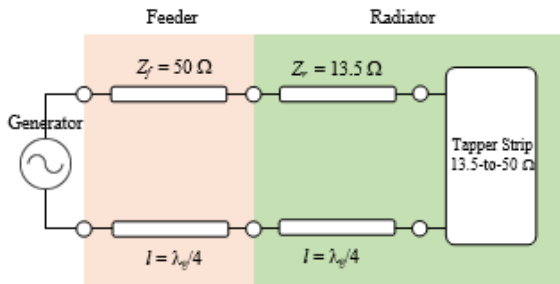 Feeder
Radiator
Z_f = 50 Ω
Z_r = 13.5 Ω
Generator
Tapper Strip
13.5-to-50 Ω
l = λ_g/4
l = λ_g/4